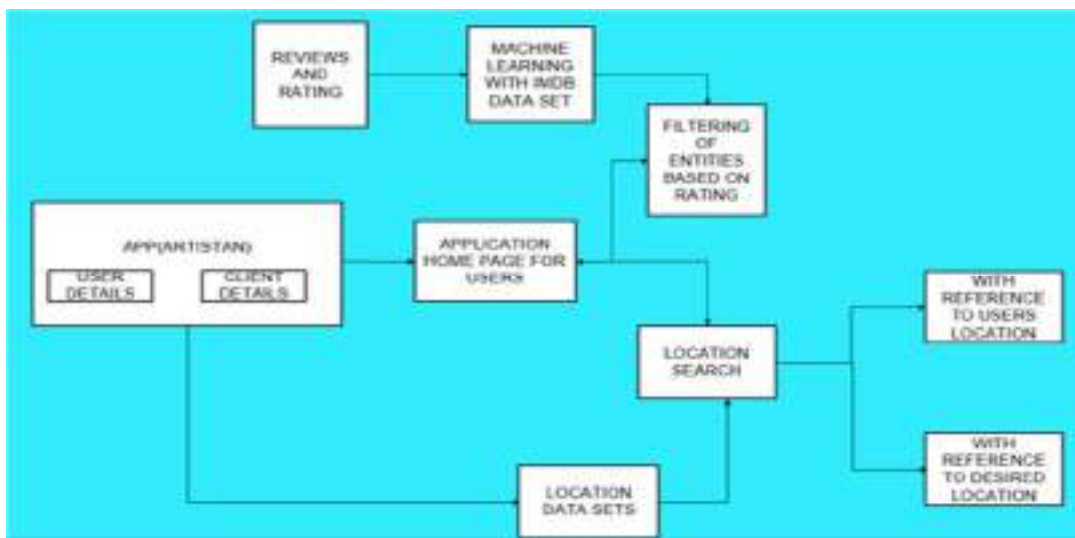 REVIEWS
AND
RATING
MACHINE
LEARNING
WITH IMDB
DATA SET
FILTERING
OF
ENTITIES
BASED ON
RATING
APP(ARTISTAN)
USER
DETAILS
CLIENT
DETAILS
APPLICATION
HOME PAGE FOR
USERS
LOCATION
SEARCH
WITH
REFERENCE
TO USERS
LOCATION
WITH
REFERENCE
TO DESIRED
LOCATION
LOCATION
DATA SETS